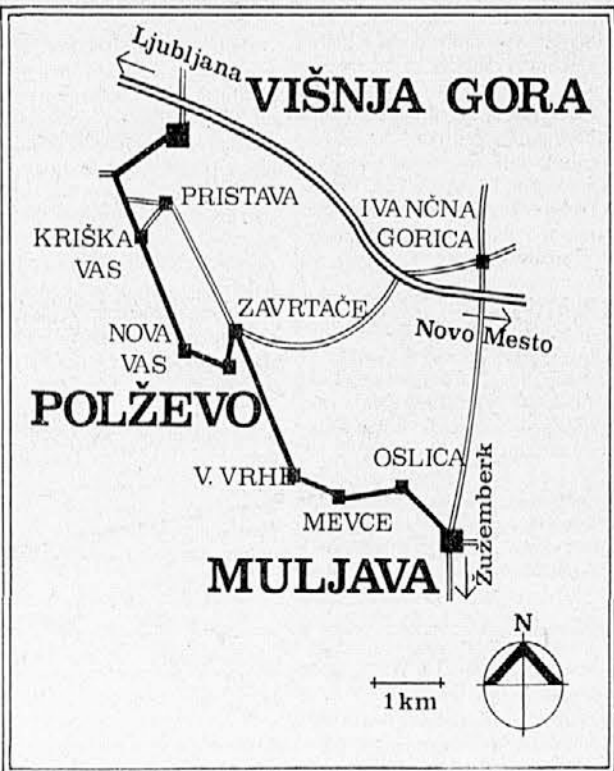 Ljubljana
VIŠNJA GORA
PRISTAVA
IVANČNA
GORICA
KRIŠKA
VAS
ZAVRTAČE
NOVA
VAS
Novo Mesto
POLŽEVO
OSLICA
V. VRHE
MEVCE
MULJAVA
Žužemberk
N
1 km